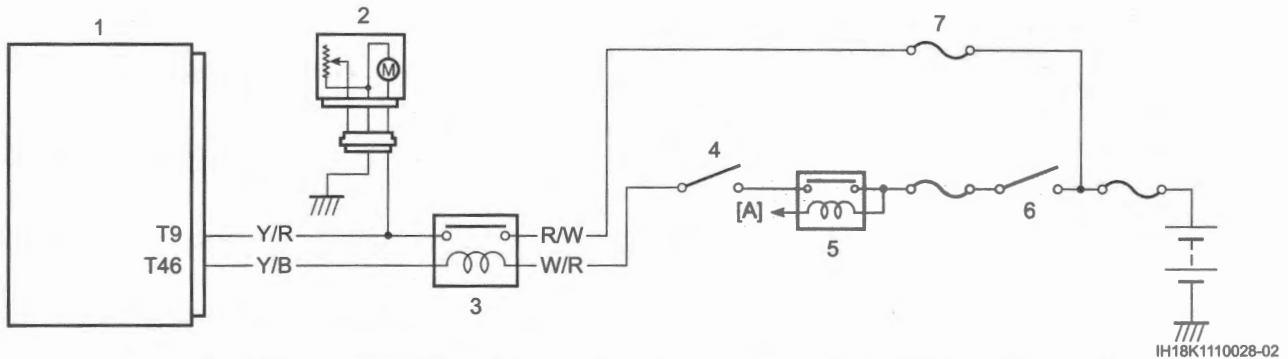 1
2
7
M
4
[A]
6
5
T9
Y/R
R/W
T46
Y/B
W/R
3
IH18K1110028-02